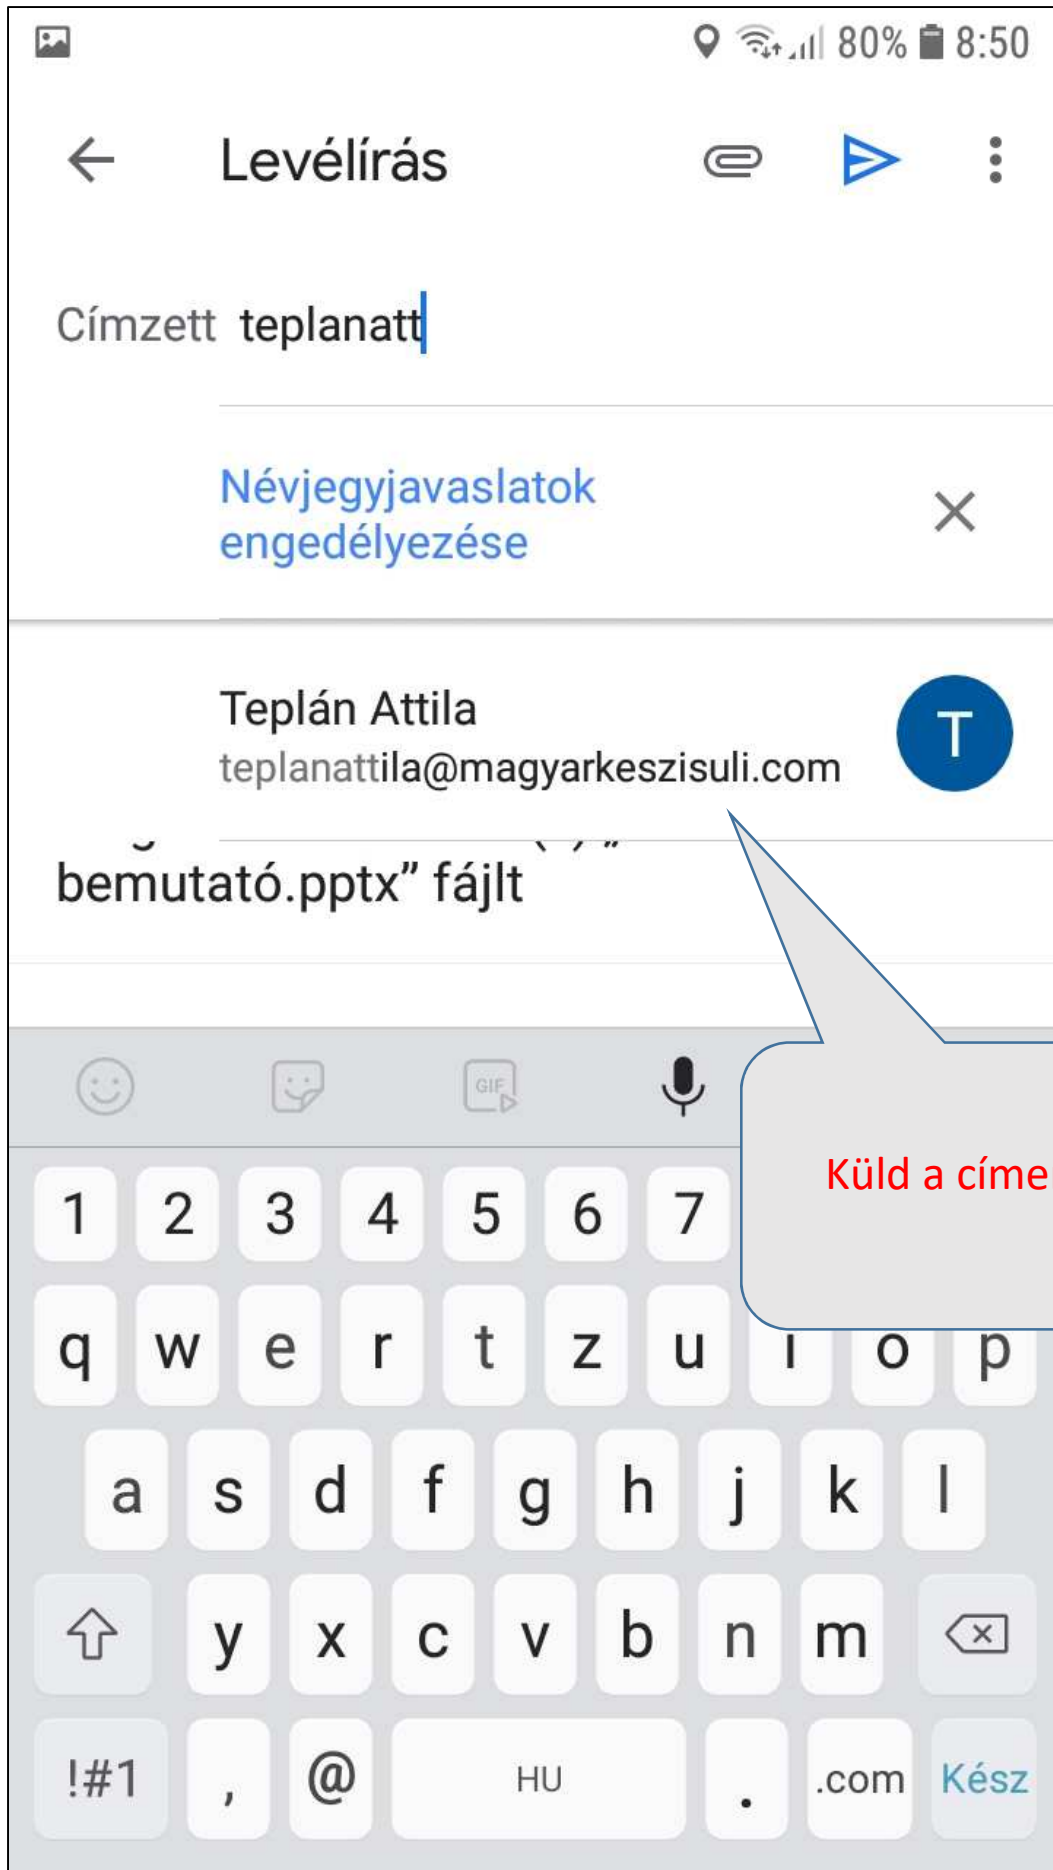 80% 8:50
Levélírás
Címzett teplanatt
Névjegyjavaslatok
engedélyezése
Teplán Attila
teplanattila@magyarkeszisuli.com
T
bemutató.pptx” fájlt
GIF
Küld a címe
1 2 3 4 5 6 7
q w e r t z u i o p
a s d f g h j k l
y x c v b n m
!#1 , @ HU . .com Kész